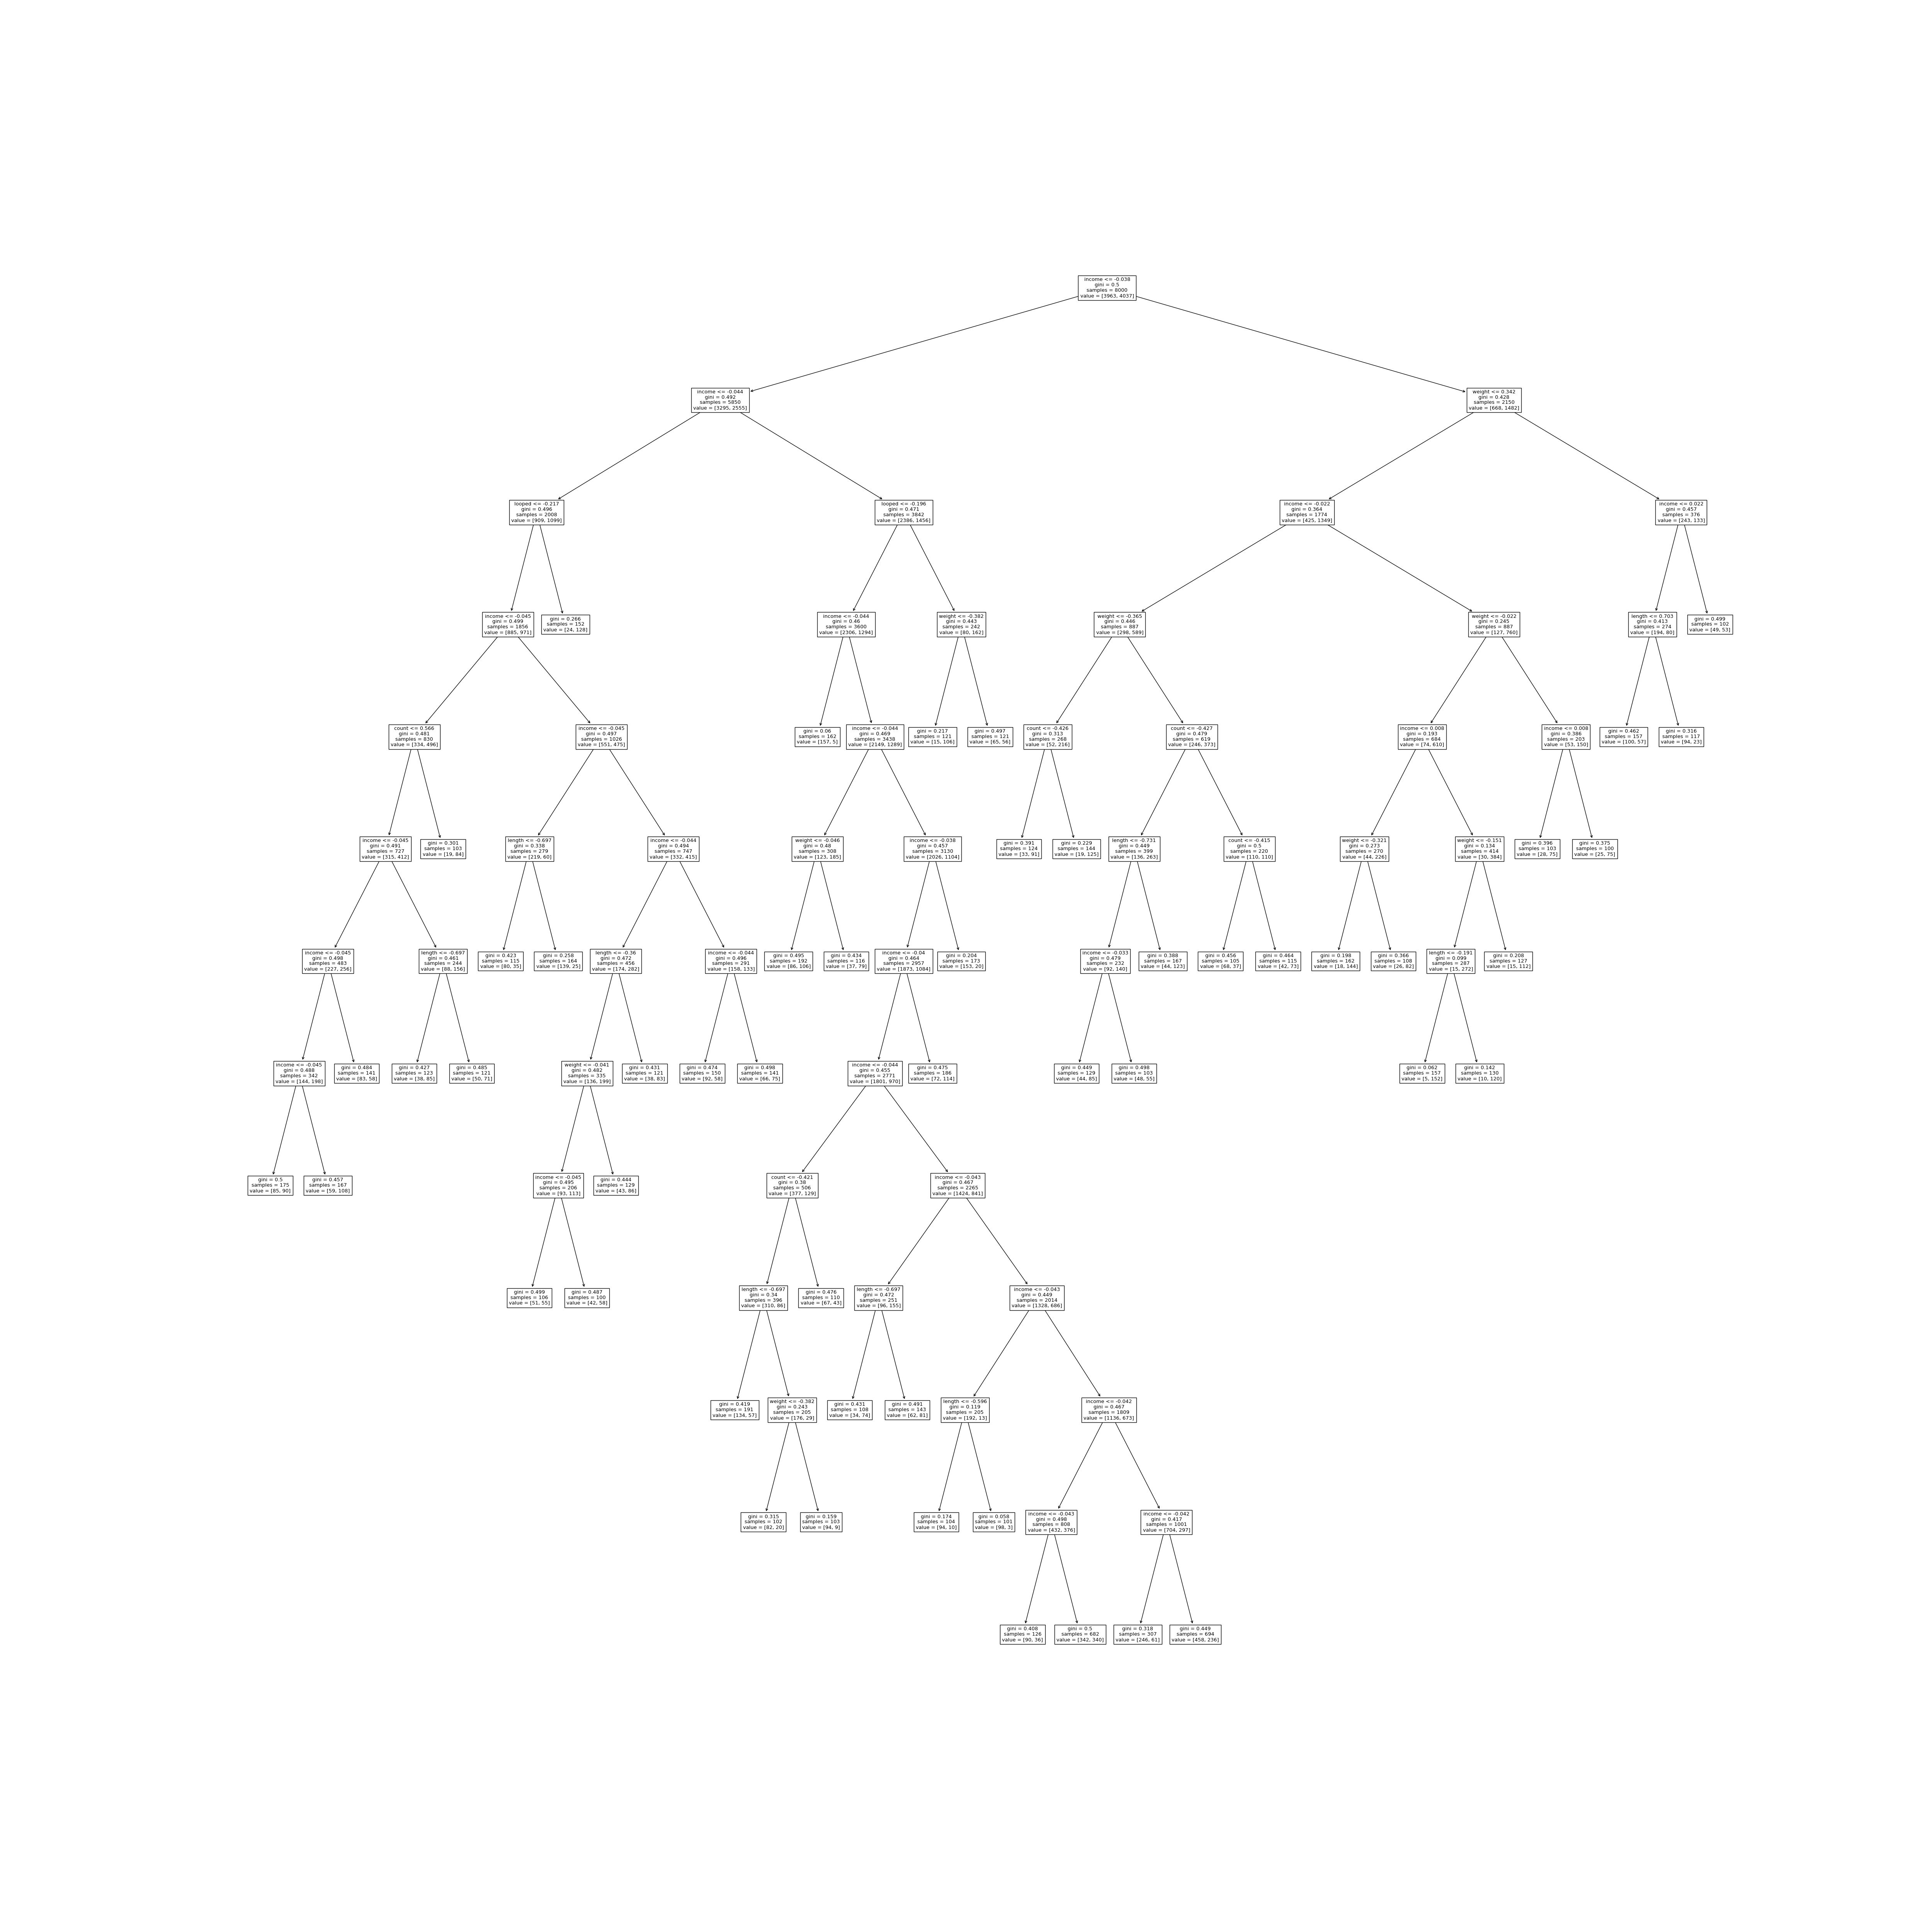 income <= -0.038
gini = 0.5
samples = 8000
value = [3963, 4037]
income <= -0.044
gini = 0.492
samples = 5850
value = [3295, 2555]
weight <= 0.342
gini = 0.428
samples = 2150
value = [668, 1482]
looped <= -0.217
gini = 0.496
samples = 2008
value = [909, 1099]
looped <= -0.196
gini = 0.471
samples = 3842
value = [2386, 1456]
income <= -0.022
gini = 0.364
samples = 1774
value = [425, 1349]
income <= 0.022
gini = 0.457
samples = 376
value = [243, 133]
income <= -0.045
gini = 0.499
samples = 1856
value = [885, 971]
gini = 0.266
samples = 152
value = [24, 128]
income <= -0.044
gini = 0.46
samples = 3600
value = [2306, 1294]
weight <= -0.382
gini = 0.443
samples = 242
value = [80, 162]
weight <= -0.365
gini = 0.446
samples = 887
value = [298, 589]
weight <= -0.022
gini = 0.245
samples = 887
value = [127, 760]
length <= 0.703
gini = 0.413
samples = 274
value = [194, 80]
gini = 0.499
samples = 102
value = [49, 53]
count <= 0.566
gini = 0.481
samples = 830
value = [334, 496]
income <= -0.045
gini = 0.497
samples = 1026
value = [551, 475]
gini = 0.06
samples = 162
value = [157, 5]
income <= -0.044
gini = 0.469
samples = 3438
value = [2149, 1289]
gini = 0.217
samples = 121
value = [15, 106]
gini = 0.497
samples = 121
value = [65, 56]
count <= -0.426
gini = 0.313
samples = 268
value = [52, 216]
count <= -0.427
gini = 0.479
samples = 619
value = [246, 373]
income <= 0.008
gini = 0.193
samples = 684
value = [74, 610]
income <= 0.008
gini = 0.386
samples = 203
value = [53, 150]
gini = 0.462
samples = 157
value = [100, 57]
gini = 0.316
samples = 117
value = [94, 23]
income <= -0.045
gini = 0.491
samples = 727
value = [315, 412]
gini = 0.301
samples = 103
value = [19, 84]
length <= -0.697
gini = 0.338
samples = 279
value = [219, 60]
income <= -0.044
gini = 0.494
samples = 747
value = [332, 415]
weight <= -0.046
gini = 0.48
samples = 308
value = [123, 185]
income <= -0.038
gini = 0.457
samples = 3130
value = [2026, 1104]
gini = 0.391
samples = 124
value = [33, 91]
gini = 0.229
samples = 144
value = [19, 125]
length <= -0.731
gini = 0.449
samples = 399
value = [136, 263]
count <= -0.415
gini = 0.5
samples = 220
value = [110, 110]
weight <= -0.321
gini = 0.273
samples = 270
value = [44, 226]
weight <= -0.151
gini = 0.134
samples = 414
value = [30, 384]
gini = 0.396
samples = 103
value = [28, 75]
gini = 0.375
samples = 100
value = [25, 75]
income <= -0.045
gini = 0.498
samples = 483
value = [227, 256]
length <= -0.697
gini = 0.461
samples = 244
value = [88, 156]
gini = 0.423
samples = 115
value = [80, 35]
gini = 0.258
samples = 164
value = [139, 25]
length <= -0.36
gini = 0.472
samples = 456
value = [174, 282]
income <= -0.044
gini = 0.496
samples = 291
value = [158, 133]
gini = 0.495
samples = 192
value = [86, 106]
gini = 0.434
samples = 116
value = [37, 79]
income <= -0.04
gini = 0.464
samples = 2957
value = [1873, 1084]
gini = 0.204
samples = 173
value = [153, 20]
income <= -0.033
gini = 0.479
samples = 232
value = [92, 140]
gini = 0.388
samples = 167
value = [44, 123]
gini = 0.456
samples = 105
value = [68, 37]
gini = 0.464
samples = 115
value = [42, 73]
gini = 0.198
samples = 162
value = [18, 144]
gini = 0.366
samples = 108
value = [26, 82]
length <= -0.191
gini = 0.099
samples = 287
value = [15, 272]
gini = 0.208
samples = 127
value = [15, 112]
income <= -0.045
gini = 0.488
samples = 342
value = [144, 198]
gini = 0.484
samples = 141
value = [83, 58]
gini = 0.427
samples = 123
value = [38, 85]
gini = 0.485
samples = 121
value = [50, 71]
weight <= -0.041
gini = 0.482
samples = 335
value = [136, 199]
gini = 0.431
samples = 121
value = [38, 83]
gini = 0.474
samples = 150
value = [92, 58]
gini = 0.498
samples = 141
value = [66, 75]
income <= -0.044
gini = 0.455
samples = 2771
value = [1801, 970]
gini = 0.475
samples = 186
value = [72, 114]
gini = 0.449
samples = 129
value = [44, 85]
gini = 0.498
samples = 103
value = [48, 55]
gini = 0.062
samples = 157
value = [5, 152]
gini = 0.142
samples = 130
value = [10, 120]
gini = 0.5
samples = 175
value = [85, 90]
gini = 0.457
samples = 167
value = [59, 108]
income <= -0.045
gini = 0.495
samples = 206
value = [93, 113]
gini = 0.444
samples = 129
value = [43, 86]
count <= -0.421
gini = 0.38
samples = 506
value = [377, 129]
income <= -0.043
gini = 0.467
samples = 2265
value = [1424, 841]
gini = 0.499
samples = 106
value = [51, 55]
gini = 0.487
samples = 100
value = [42, 58]
length <= -0.697
gini = 0.34
samples = 396
value = [310, 86]
gini = 0.476
samples = 110
value = [67, 43]
length <= -0.697
gini = 0.472
samples = 251
value = [96, 155]
income <= -0.043
gini = 0.449
samples = 2014
value = [1328, 686]
gini = 0.419
samples = 191
value = [134, 57]
weight <= -0.382
gini = 0.243
samples = 205
value = [176, 29]
gini = 0.431
samples = 108
value = [34, 74]
gini = 0.491
samples = 143
value = [62, 81]
length <= -0.596
gini = 0.119
samples = 205
value = [192, 13]
income <= -0.042
gini = 0.467
samples = 1809
value = [1136, 673]
gini = 0.315
samples = 102
value = [82, 20]
gini = 0.159
samples = 103
value = [94, 9]
gini = 0.174
samples = 104
value = [94, 10]
gini = 0.058
samples = 101
value = [98, 3]
income <= -0.043
gini = 0.498
samples = 808
value = [432, 376]
income <= -0.042
gini = 0.417
samples = 1001
value = [704, 297]
gini = 0.408
samples = 126
value = [90, 36]
gini = 0.5
samples = 682
value = [342, 340]
gini = 0.318
samples = 307
value = [246, 61]
gini = 0.449
samples = 694
value = [458, 236]